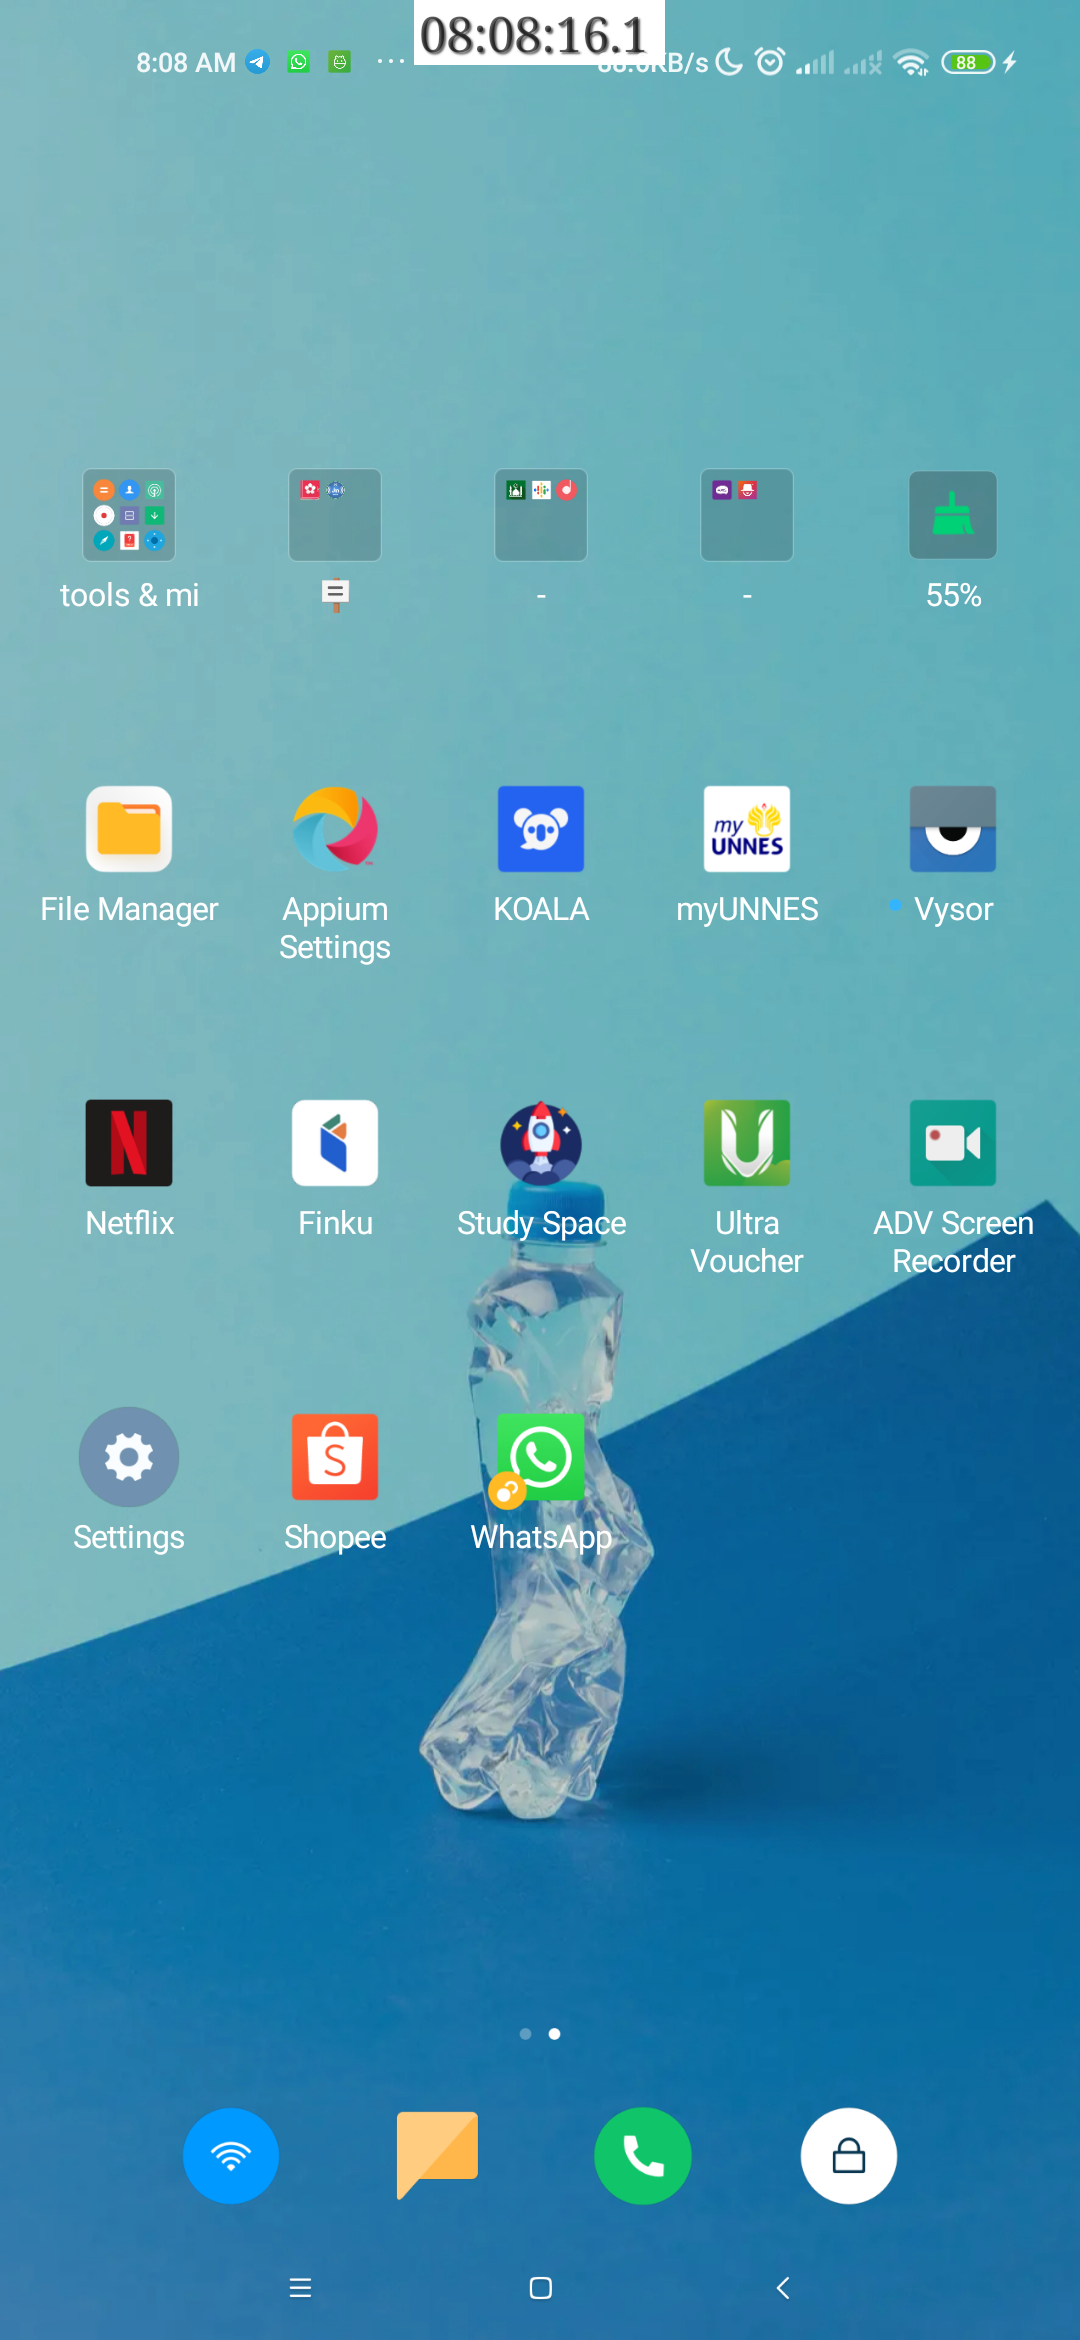 08:08:16.1
8:08 AM
KB/s
88
tools & mi
-
-
55%
my
UNNES
File Manager
Appium
Settings
KOALA
myUNNES
Vysor
Netflix
Finku
Study Space
Ultra
Voucher
ADV Screen
Recorder
Settings
Shopee
WhatsApp